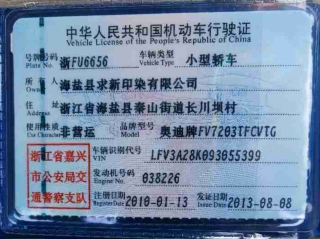 中华人民共和国机动车行驶证
Vehicle License of the People's Republic of China
号牌号码 浙FU6656 车辆类型 小型轿车
Plate No. Vehicle Type
所有人 海盐县求新印染有限公司
Owner
住址 浙江省海盐县秦山街道长川坝村
Address
使用性质 非营运 品牌型号 奥迪牌FV7203TFCVTG
Use Character Model
浙江省嘉兴 车辆识别代号 LFV3A28K093055399
VIN
市公安局交 发动机号码 038226
Engine No.
通警察支队 注册日期 2010-01-13 发证日期 2013-08-08
Register Date Issue Date